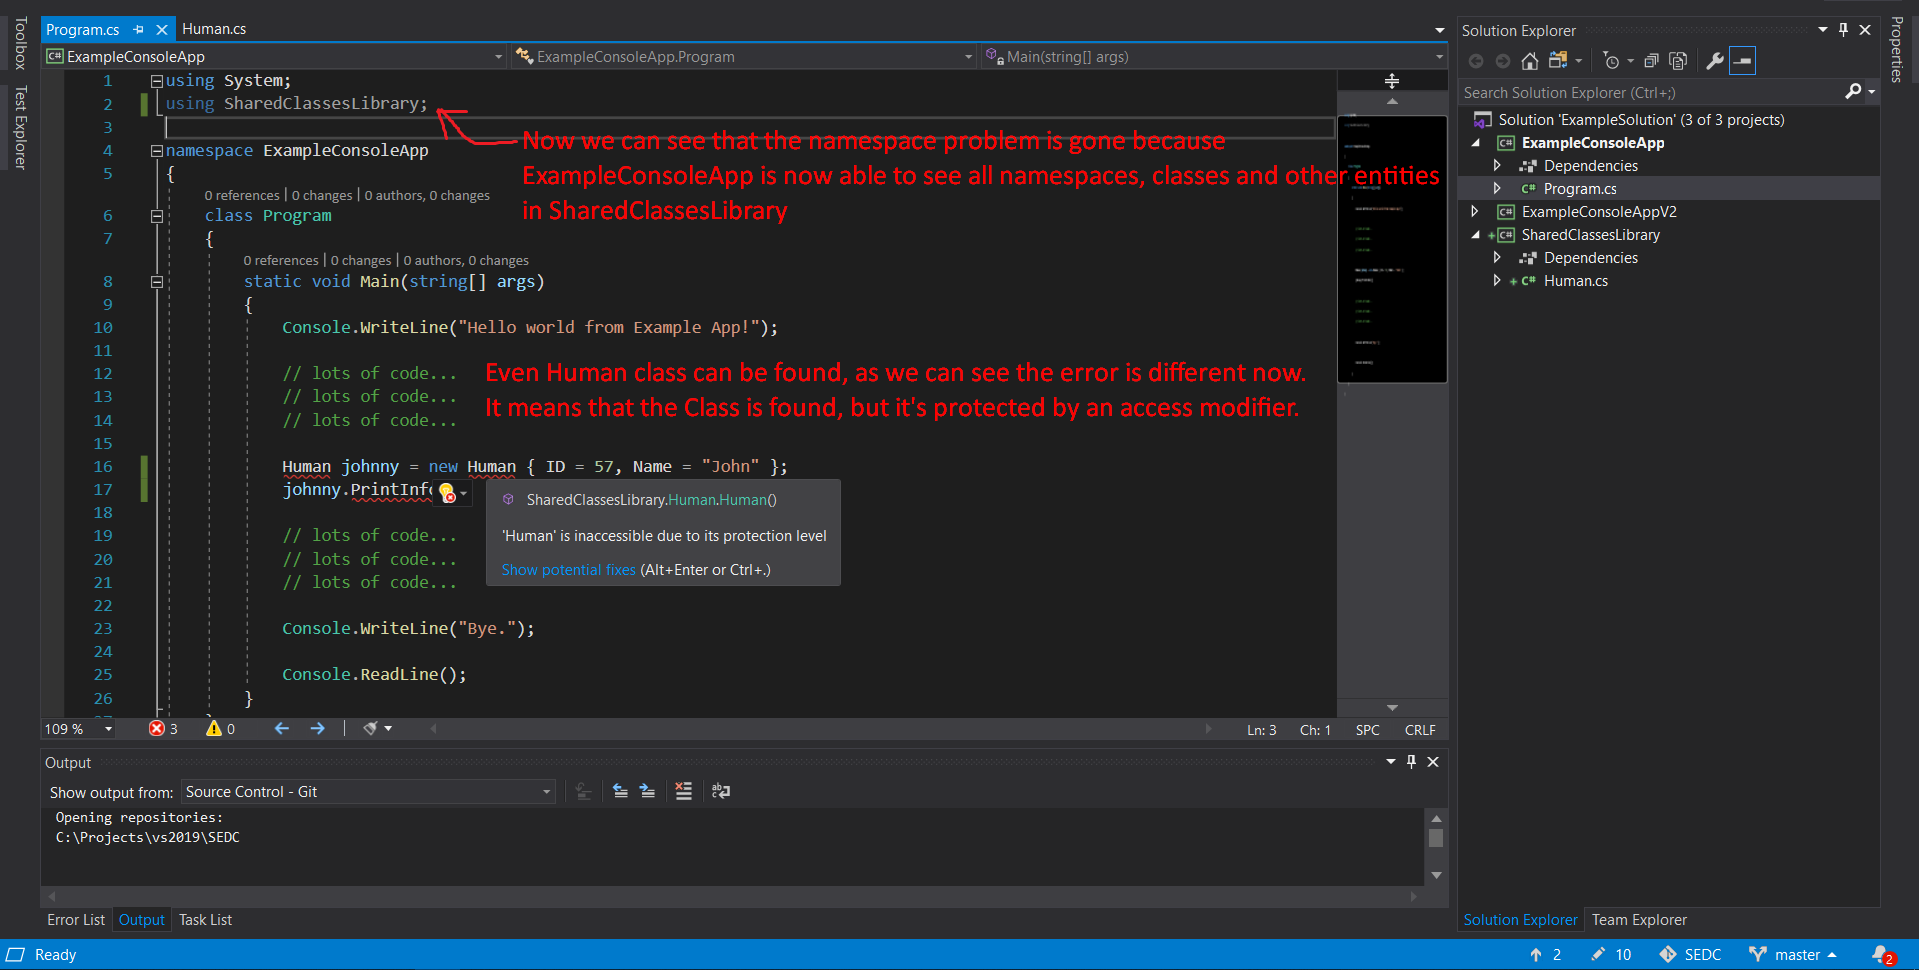 Toolbox
Test Explorer
Program.cs
Human.cs
ExampleConsoleApp
ExampleConsoleApp.Program
Main(string[] args)
1 using System;
2 using SharedClassesLibrary;
3
Now we can see that the namespace problem is gone because
ExampleConsoleApp is now able to see all namespaces, classes and other entities
in SharedClassesLibrary
4 namespace ExampleConsoleApp
5 {
0 references | 0 changes | 0 authors, 0 changes
6 class Program
7 {
0 references | 0 changes | 0 authors, 0 changes
8 static void Main(string[] args)
9 {
10 Console.WriteLine("Hello world from Example App!");
11
12 // lots of code...
13 // lots of code...
14 // lots of code...
Even Human class can be found, as we can see the error is different now.
It means that the Class is found, but it's protected by an access modifier.
15
16 Human johnny = new Human { ID = 57, Name = "John" };
17 johnny.PrintInfo
SharedClassesLibrary.Human.Human()
'Human' is inaccessible due to its protection level
Show potential fixes (Alt+Enter or Ctrl+.)
18
19 // lots of code...
20 // lots of code...
21 // lots of code...
22
23 Console.WriteLine("Bye.");
24
25 Console.ReadLine();
26 }
109 %
3
0
Ln: 3
Ch: 1
SPC
CRLF
Output
Show output from: Source Control - Git
Opening repositories:
C:\Projects\vs2019\SEDC
Error List
Output
Task List
Solution Explorer
Search Solution Explorer (Ctrl+;)
Solution 'ExampleSolution' (3 of 3 projects)
ExampleConsoleApp
Dependencies
C# Program.cs
ExampleConsoleAppV2
SharedClassesLibrary
Dependencies
C# Human.cs
Solution Explorer
Team Explorer
Properties
Ready
2
10
SEDC
master
2